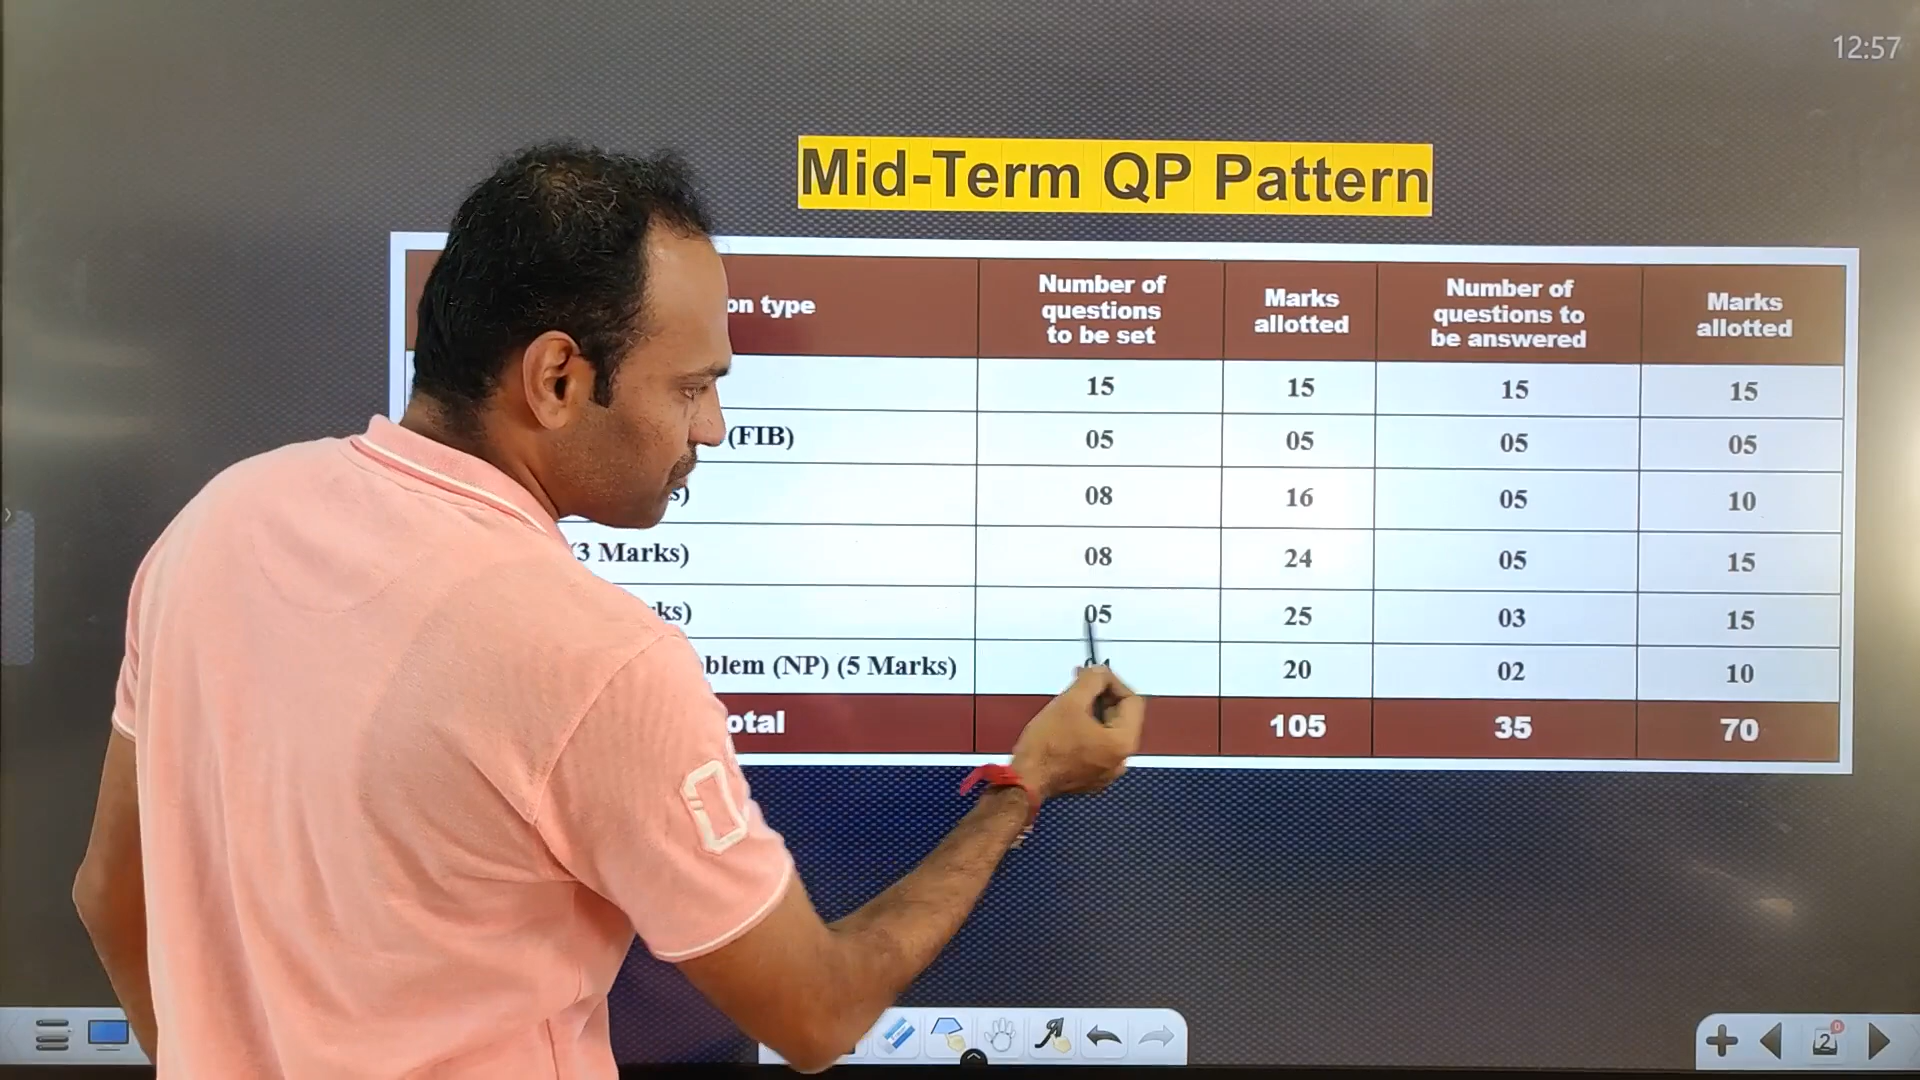 12:57
Mid-Term QP Pattern
on type
Number of questions to be set
Marks allotted
Number of questions to be answered
Marks allotted
15 15 15 15
(FIB) 05 05 05 05
s) 08 16 05 10
(3 Marks) 08 24 05 15
ks) 05 25 03 15
blem (NP) (5 Marks) 20 02 10
otal 105 35 70
2
0